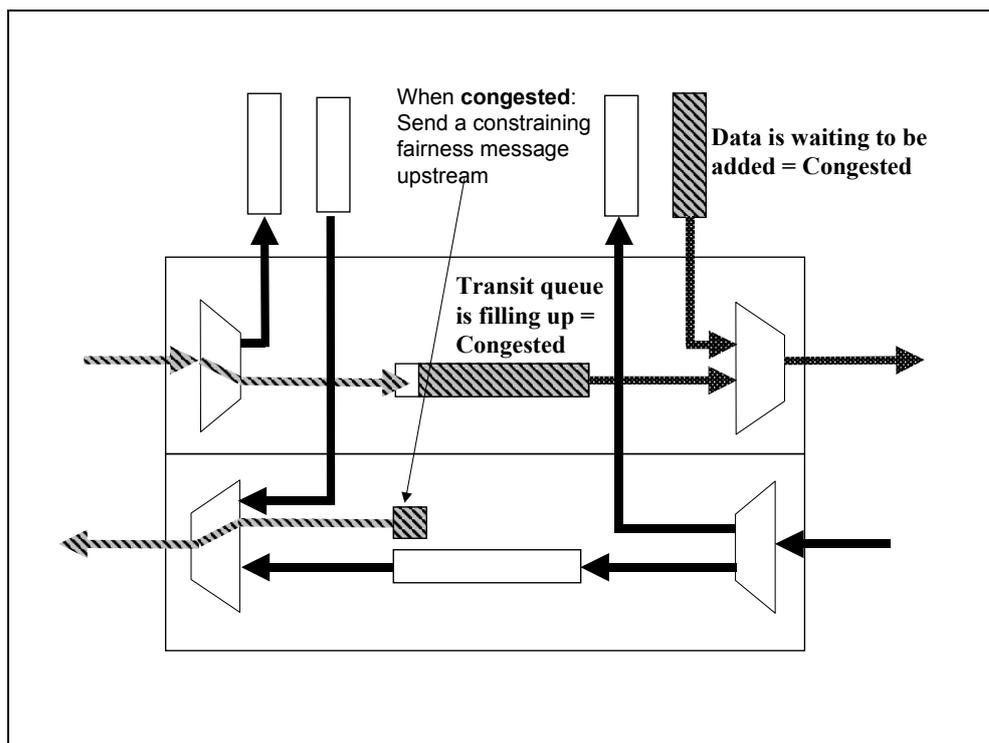 When congested:
Send a constraining
fairness message
upstream
Data is waiting to be
added = Congested
Transit queue
is filling up =
Congested